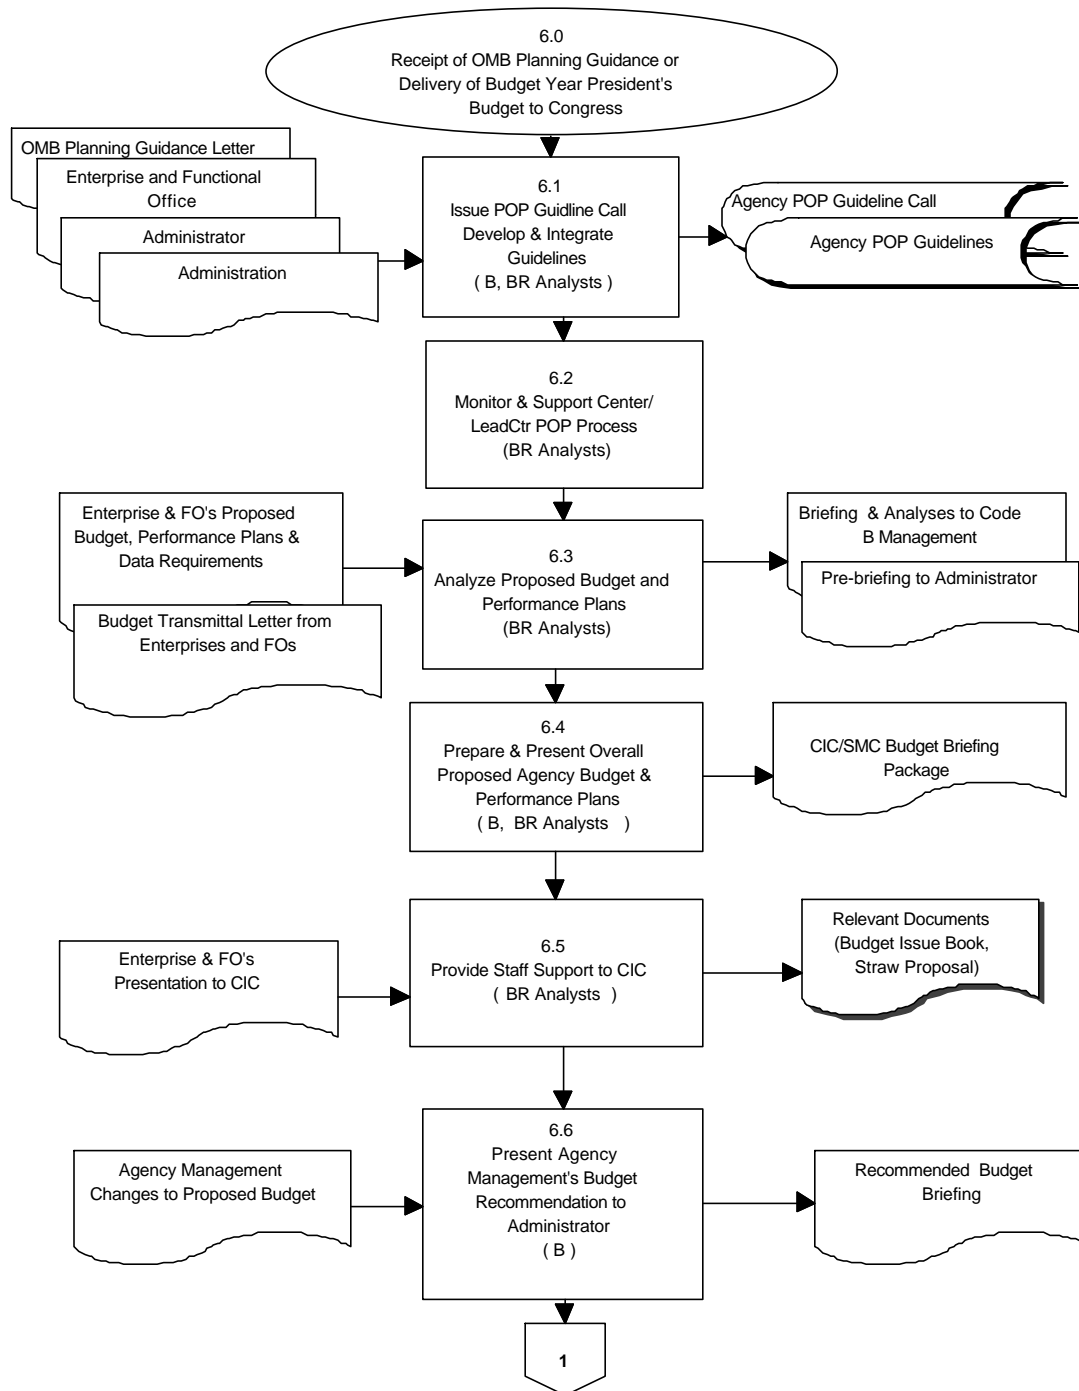 6.0
Receipt of OMB Planning Guidance or
Delivery of Budget Year President's
Budget to Congress
OMB Planning Guidance Letter
Enterprise and Functional
Office
Administrator
Administration
6.1
Issue POP Guidline Call
Develop & Integrate
Guidelines
( B, BR Analysts )
Agency POP Guideline Call
Agency POP Guidelines
6.2
Monitor & Support Center/
LeadCtr POP Process
(BR Analysts)
Enterprise & FO's Proposed
Budget, Performance Plans &
Data Requirements
Budget Transmittal Letter from
Enterprises and FOs
6.3
Analyze Proposed Budget and
Performance Plans
(BR Analysts)
Briefing & Analyses to Code
B Management
Pre-briefing to Administrator
6.4
Prepare & Present Overall
Proposed Agency Budget &
Performance Plans
( B, BR Analysts )
CIC/SMC Budget Briefing
Package
Enterprise & FO's
Presentation to CIC
6.5
Provide Staff Support to CIC
( BR Analysts )
Relevant Documents
(Budget Issue Book,
Straw Proposal)
Agency Management
Changes to Proposed Budget
6.6
Present Agency
Management's Budget
Recommendation to
Administrator
( B )
Recommended Budget
Briefing
1